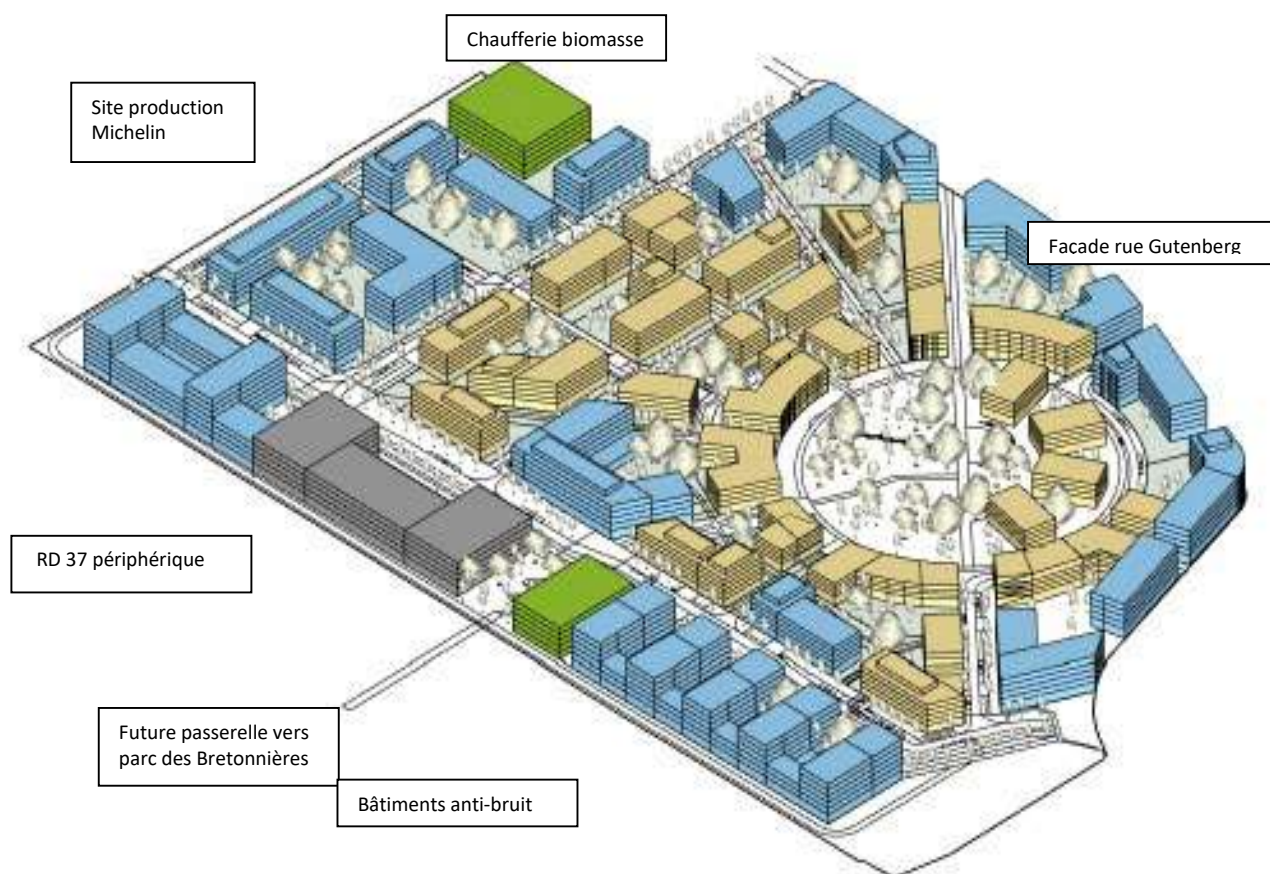 Chaufferie biomasse
Site production
Michelin
Façade rue Gutenberg
RD 37 périphérique
Future passerelle vers
parc des Bretonnières
Bâtiments anti-bruit